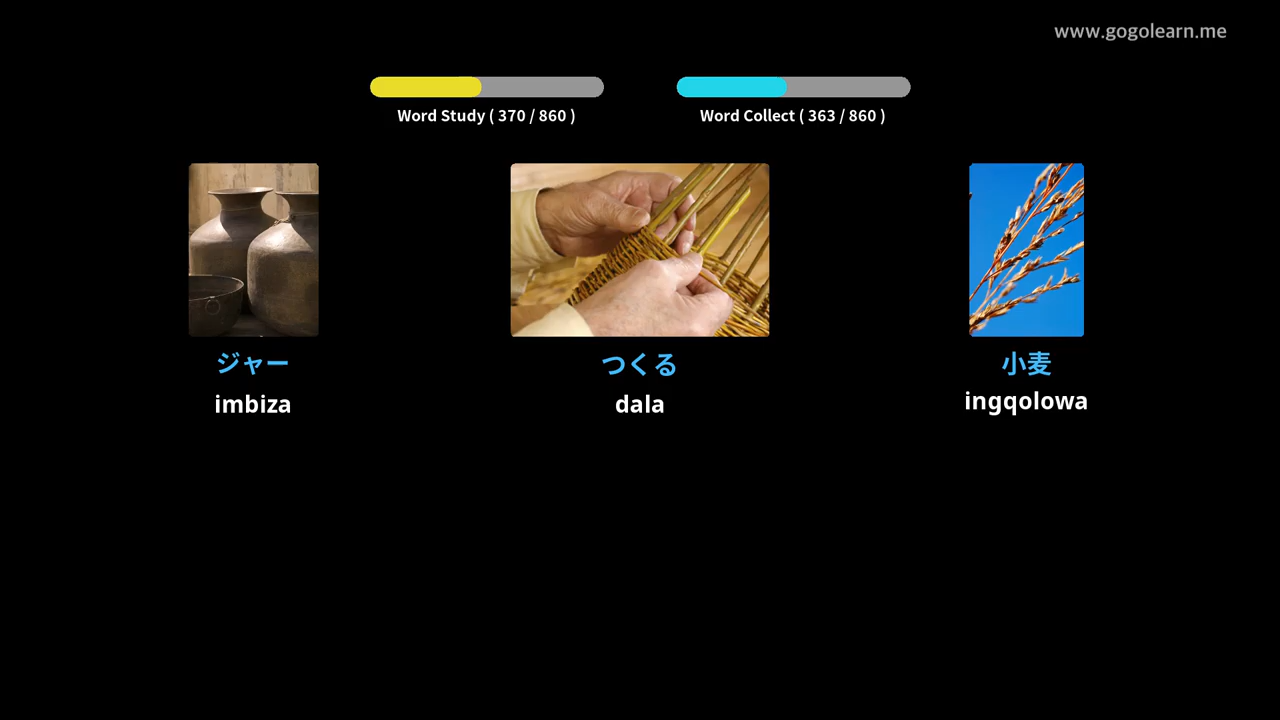 www.gogolearn.me
Word Study ( 370 / 860 )
Word Collect ( 363 / 860 )
ジャー
つくる
小麦
imbiza
dala
ingqolowa